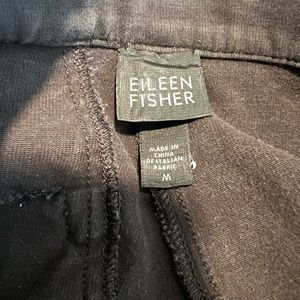 EILEEN
FISHER
MADE IN
CHINA
OF ITALIAN
FABRIC
M